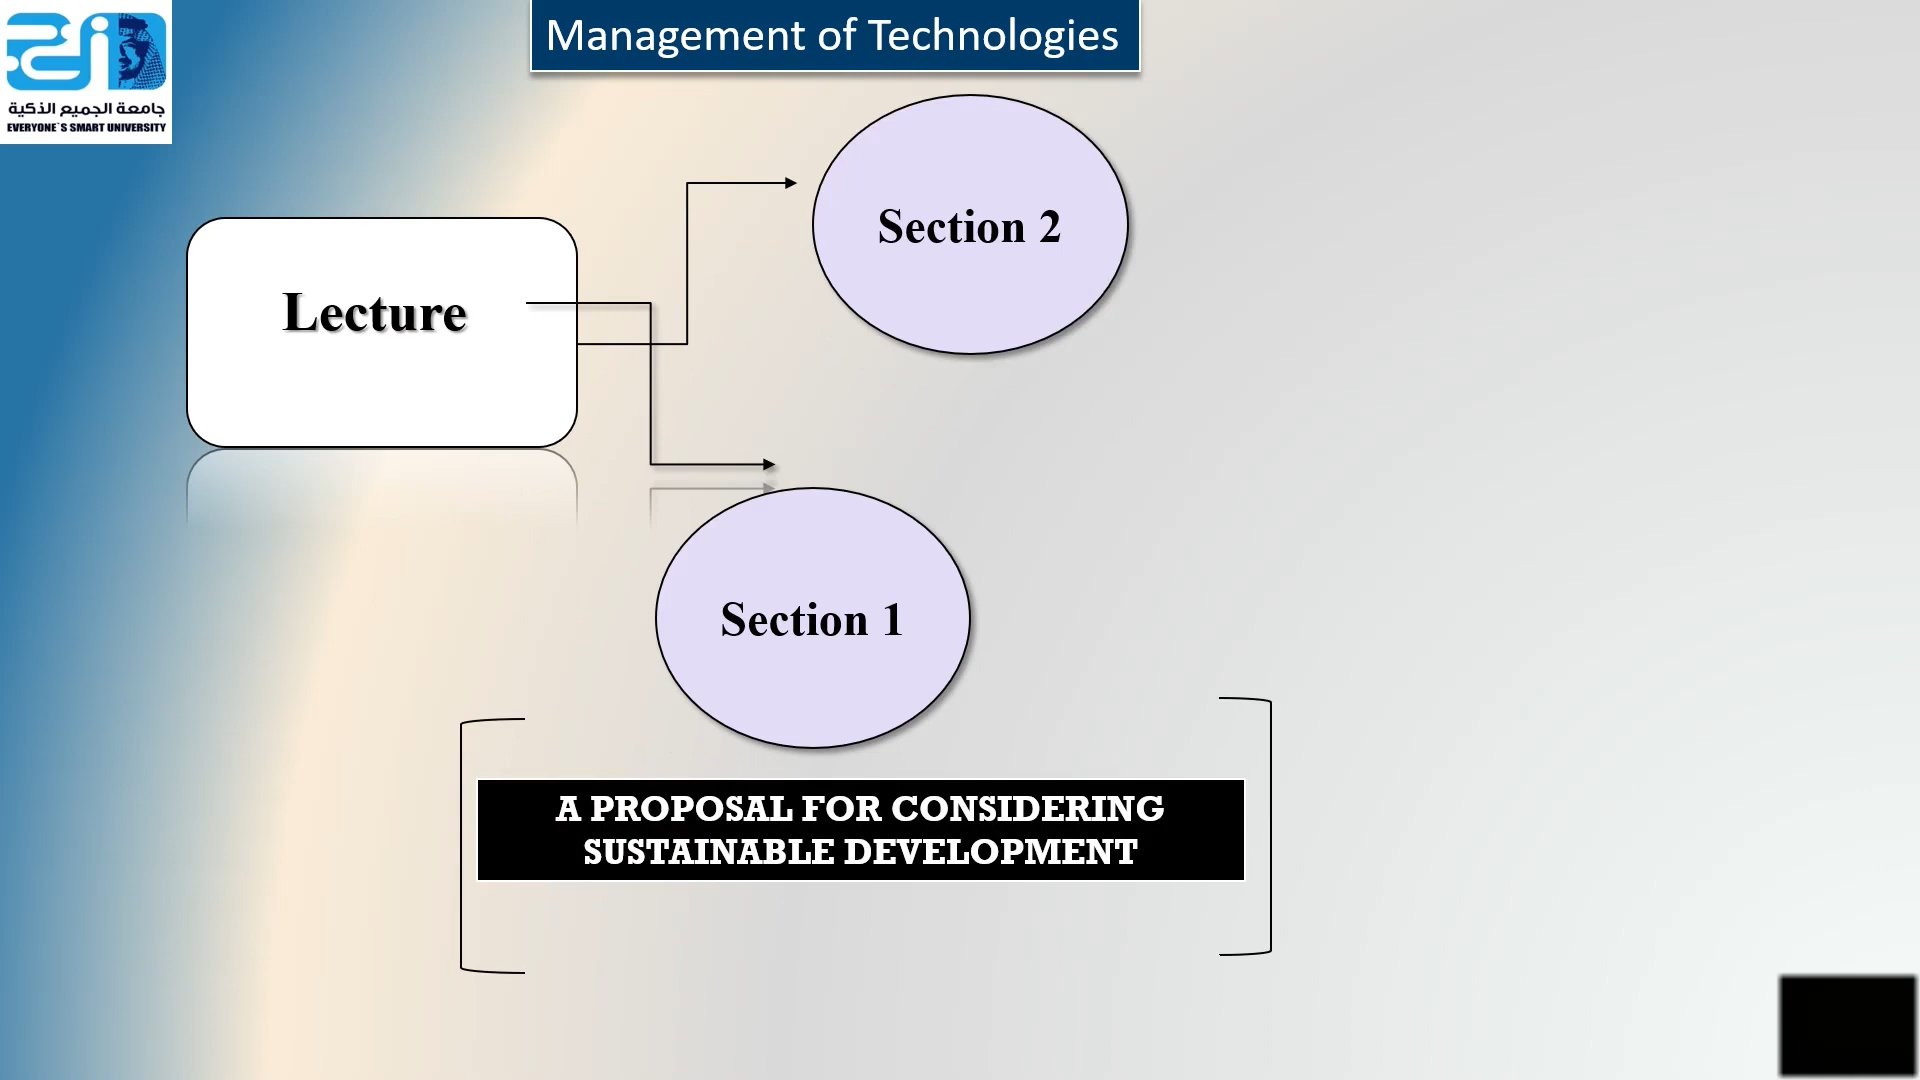 Management of Technologies
جامعة الجميع الذكية
EVERYONE`S SMART UNIVERSITY
Section 2
Lecture
Section 1
A PROPOSAL FOR CONSIDERING
SUSTAINABLE DEVELOPMENT